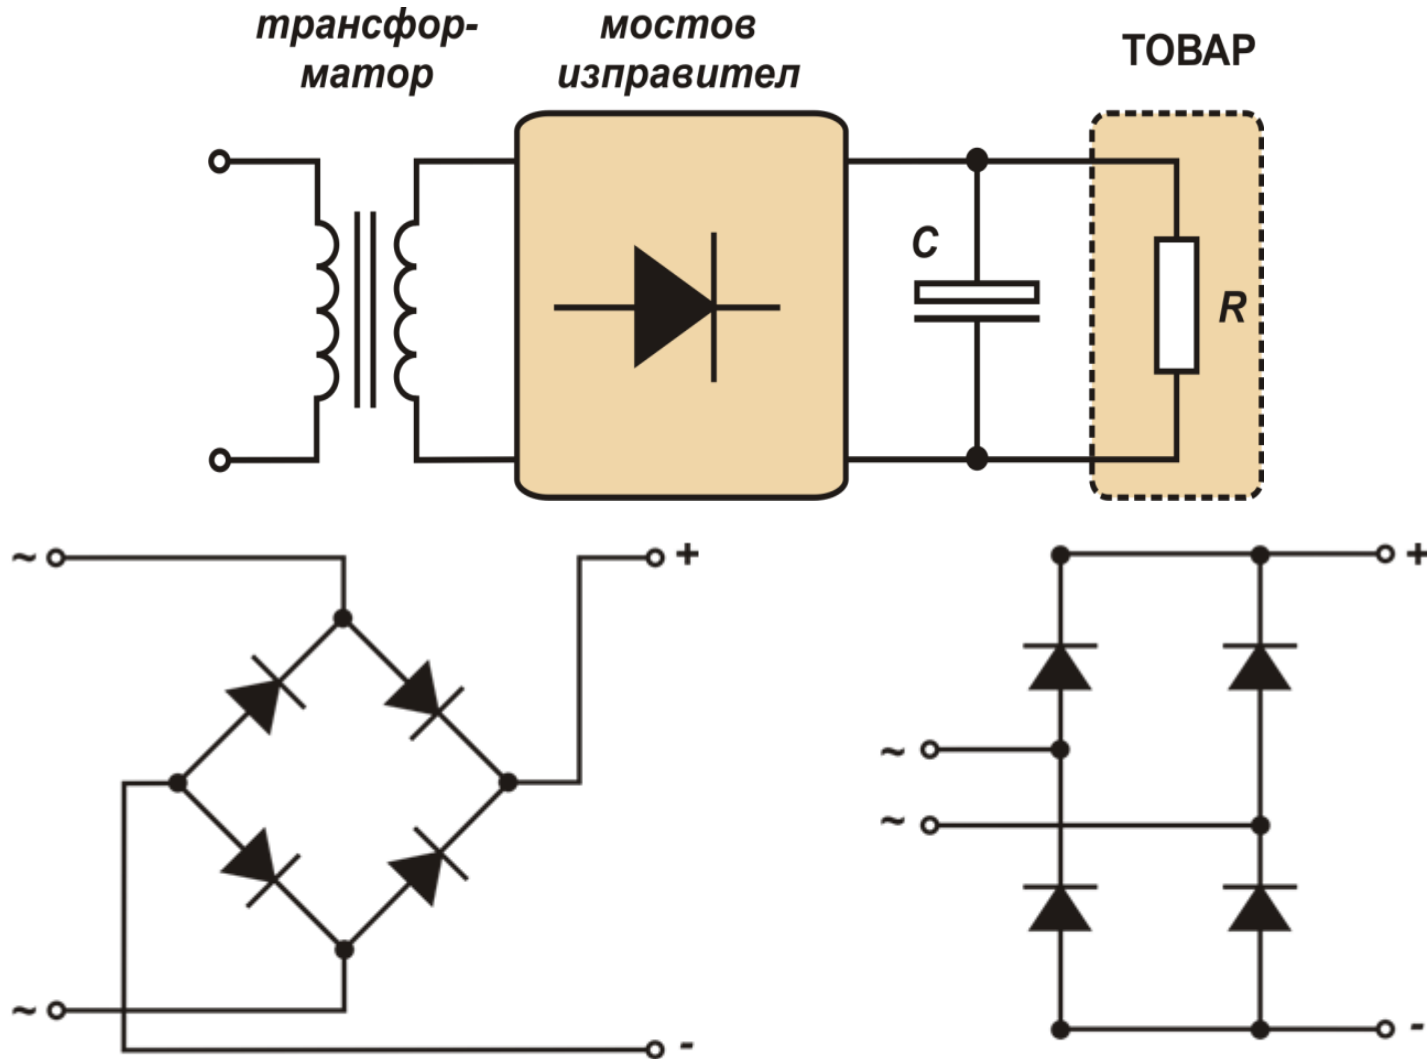 трансфор-
матор
мостов
изправител
ТОВАР
C
R
~
+
~
-
+
~
~
-